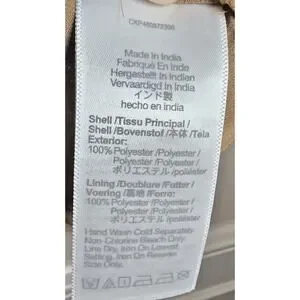 Made In India
Fabriqué En Inde
Hergestellt In Indien
Vervaardigd in India
インド製
hecho en indio
Shell /Tissu Principal /
Shell /Bovenstof /本体 /Tela
Exterior:
100% Polyester /Polyester /
Polyester /Polyester /
ポリエステル /poliéster
Lining /Doublure /Futter /
Voering /裏地 /Forro:
100% Polyester /Polyester /
Polyester /Polyester /
ポリエステル /poliéster
Hand Wash Cold Separately
Non-Chlorine Bleach Only
Line Dry, Iron On Lowest
Setting, Iron On Reverse
Side Only.